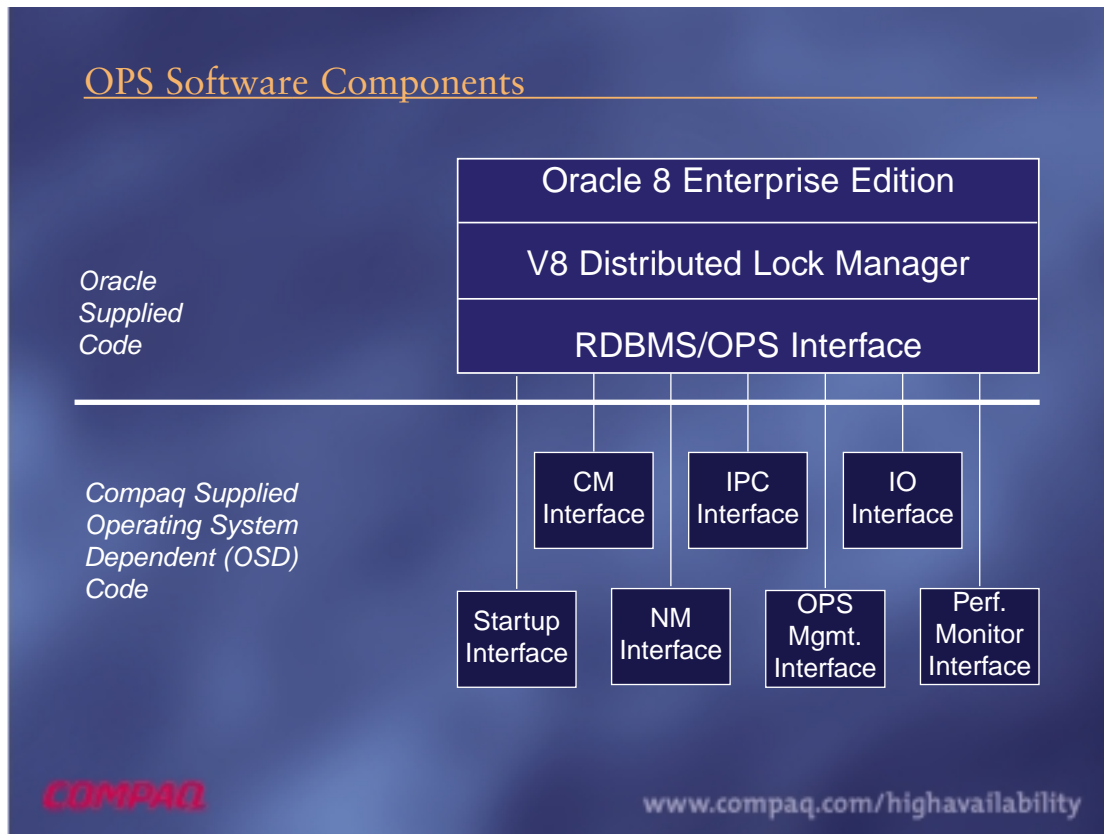 OPS Software Components
Oracle 8 Enterprise Edition
V8 Distributed Lock Manager
RDBMS/OPS Interface
Oracle
Supplied
Code
CM
Interface
IPC
Interface
IO
Interface
Compaq Supplied
Operating System
Dependent (OSD)
Code
Startup
Interface
NM
Interface
OPS
Mgmt.
Interface
Perf.
Monitor
Interface
COMPAQ
www.compaq.com/highavailability